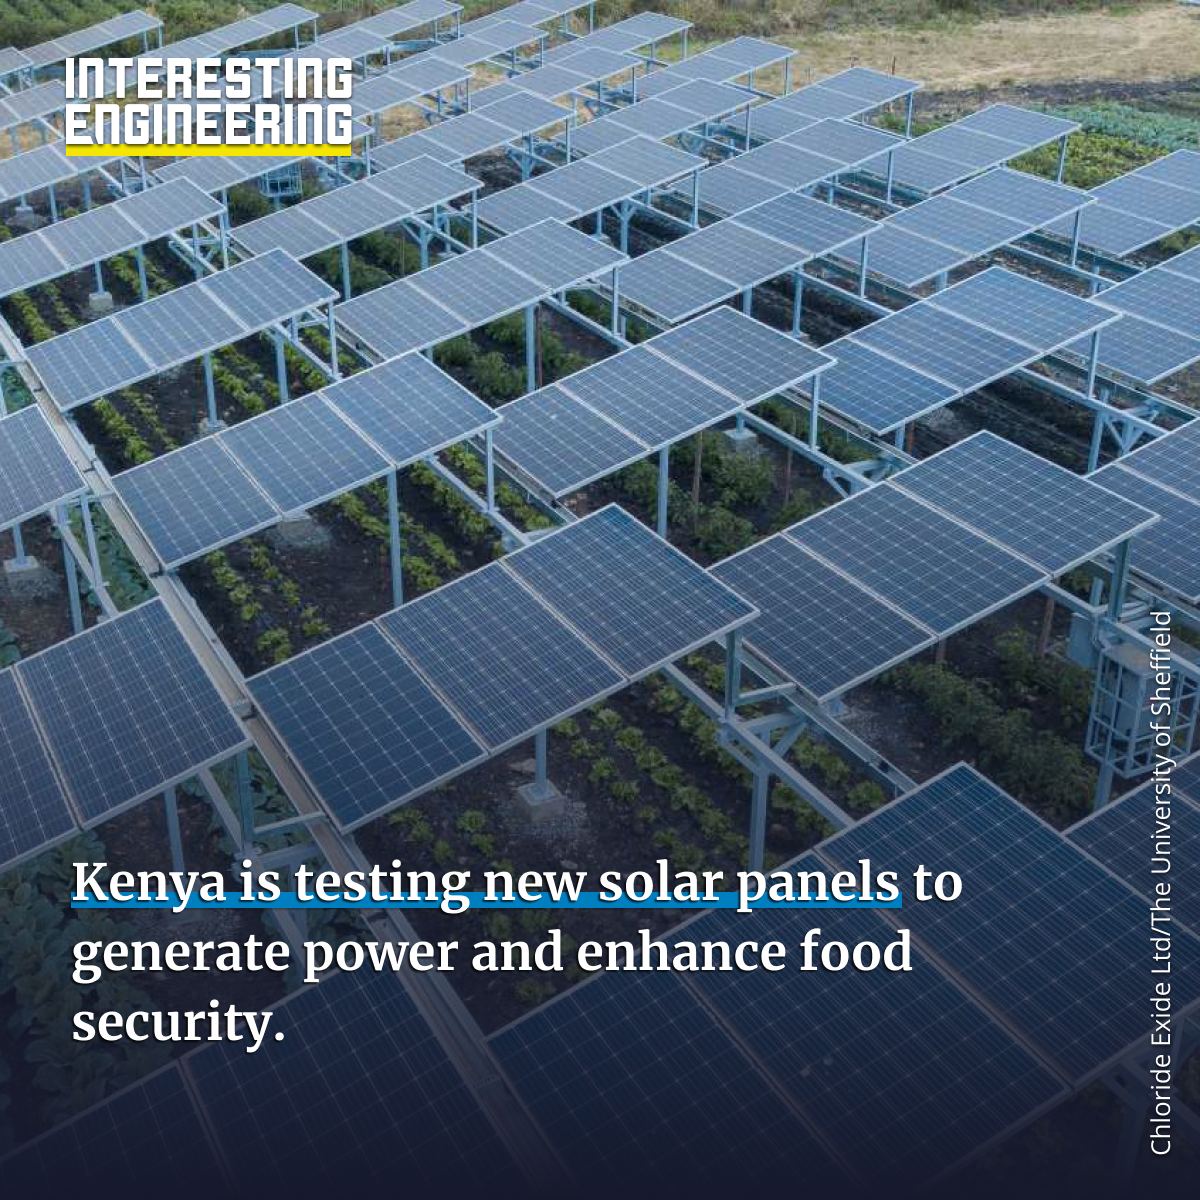 INTERESTING
ENGINEERING
Kenya is testing new solar panels to
generate power and enhance food
security.
Chloride Exide Ltd/The University of Sheffield